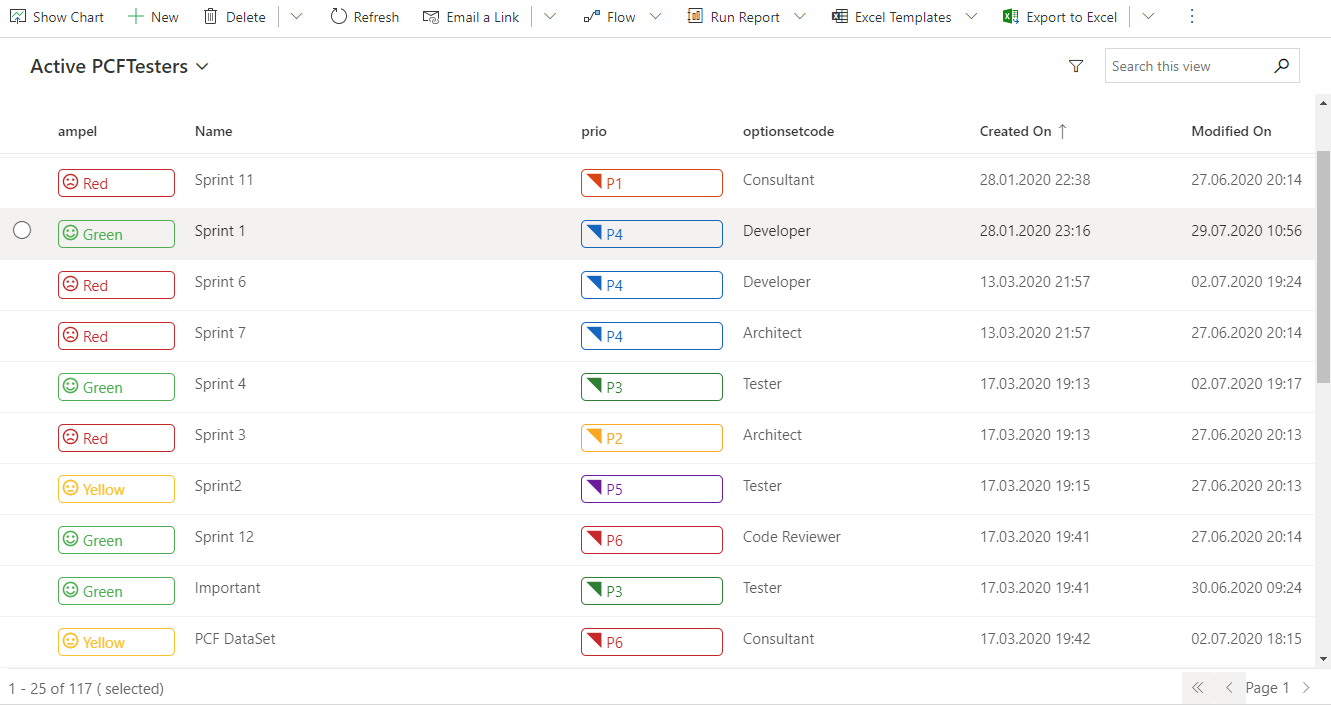 Show Chart New Delete Refresh Email a Link Flow Run Report Excel Templates Export to Excel
Active PCFTesters Search this view
ampel Name prio optionsetcode Created On Modified On
Red Sprint 11 P1 Consultant 28.01.2020 22:38 27.06.2020 20:14
Green Sprint 1 P4 Developer 28.01.2020 23:16 29.07.2020 10:56
Red Sprint 6 P4 Developer 13.03.2020 21:57 02.07.2020 19:24
Red Sprint 7 P4 Architect 13.03.2020 21:57 27.06.2020 20:14
Green Sprint 4 P3 Tester 17.03.2020 19:13 02.07.2020 19:17
Red Sprint 3 P2 Architect 17.03.2020 19:13 27.06.2020 20:13
Yellow Sprint2 P5 Tester 17.03.2020 19:15 27.06.2020 20:13
Green Sprint 12 P6 Code Reviewer 17.03.2020 19:41 27.06.2020 20:14
Green Important P3 Tester 17.03.2020 19:41 30.06.2020 09:24
Yellow PCF DataSet P6 Consultant 17.03.2020 19:42 02.07.2020 18:15
1 - 25 of 117 ( selected) Page 1